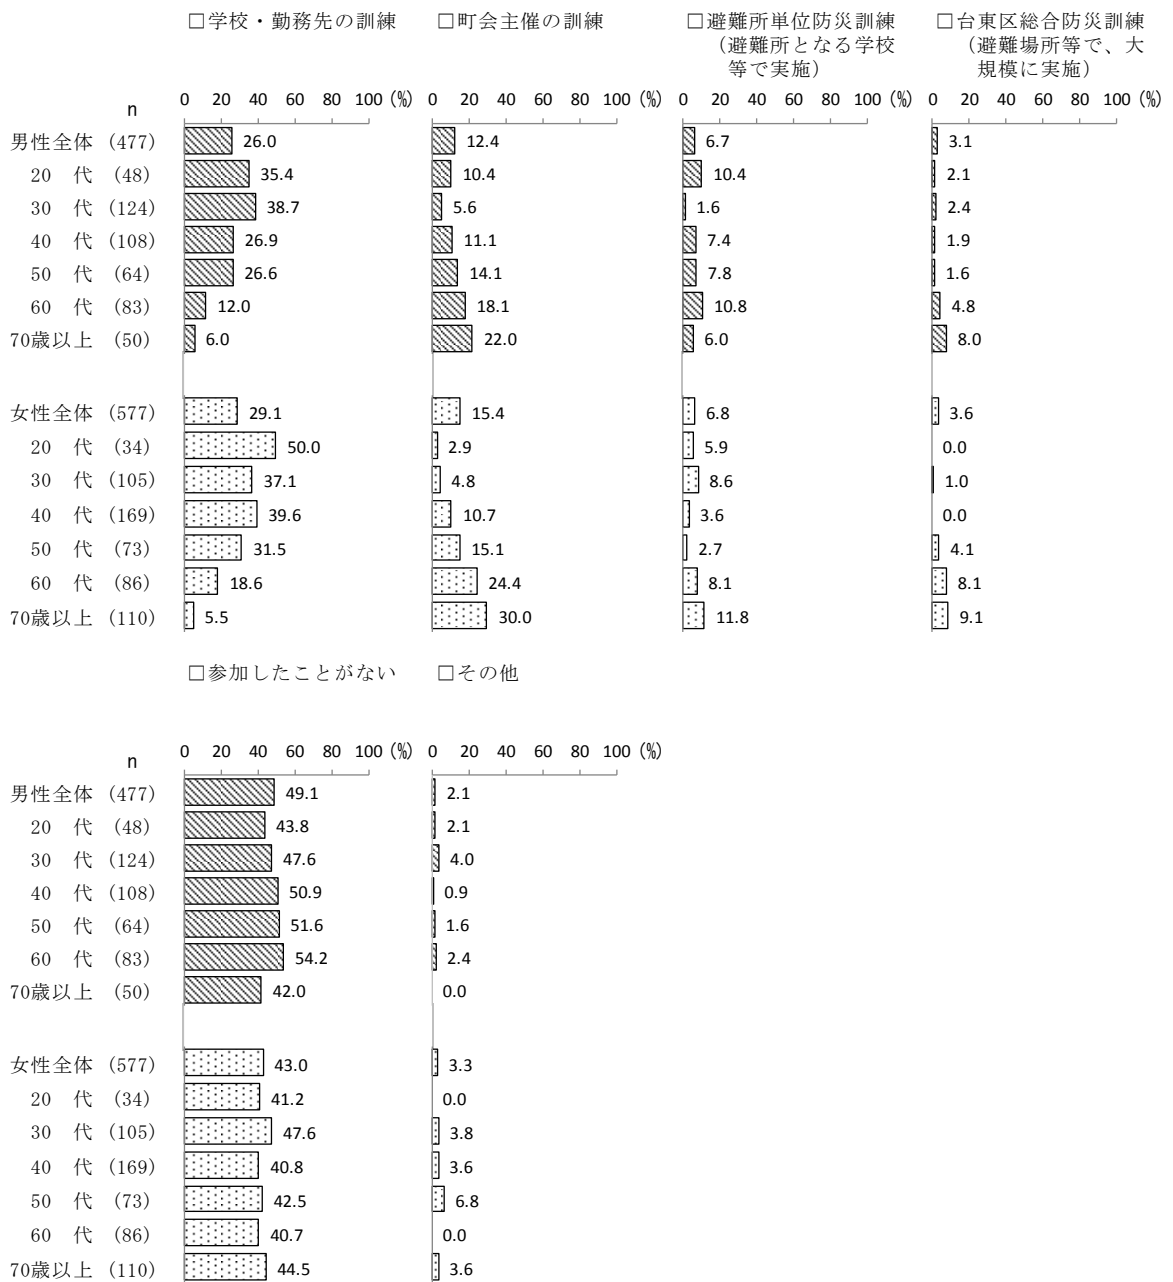 □学校・勤務先の訓練 □町会主催の訓練 □避難所単位防災訓練 □台東区総合防災訓練
（避難所となる学校 （避難場所等で、大
等で実施） 規模に実施）
n 0 20 40 60 80 100 (%) 0 20 40 60 80 100 (%) 0 20 40 60 80 100 (%) 0 20 40 60 80 100 (%)
男性全体 (477) 26.0 12.4 6.7 3.1
20 代 (48) 35.4 10.4 10.4 2.1
30 代 (124) 38.7 5.6 1.6 2.4
40 代 (108) 26.9 11.1 7.4 1.9
50 代 (64) 26.6 14.1 7.8 1.6
60 代 (83) 12.0 18.1 10.8 4.8
70歳以上 (50) 6.0 22.0 6.0 8.0
女性全体 (577) 29.1 15.4 6.8 3.6
20 代 (34) 50.0 2.9 5.9 0.0
30 代 (105) 37.1 4.8 8.6 1.0
40 代 (169) 39.6 10.7 3.6 0.0
50 代 (73) 31.5 15.1 2.7 4.1
60 代 (86) 18.6 24.4 8.1 8.1
70歳以上 (110) 5.5 30.0 11.8 9.1
□参加したことがない □その他
n 0 20 40 60 80 100 (%) 0 20 40 60 80 100 (%)
男性全体 (477) 49.1 2.1
20 代 (48) 43.8 2.1
30 代 (124) 47.6 4.0
40 代 (108) 50.9 0.9
50 代 (64) 51.6 1.6
60 代 (83) 54.2 2.4
70歳以上 (50) 42.0 0.0
女性全体 (577) 43.0 3.3
20 代 (34) 41.2 0.0
30 代 (105) 47.6 3.8
40 代 (169) 40.8 3.6
50 代 (73) 42.5 6.8
60 代 (86) 40.7 0.0
70歳以上 (110) 44.5 3.6